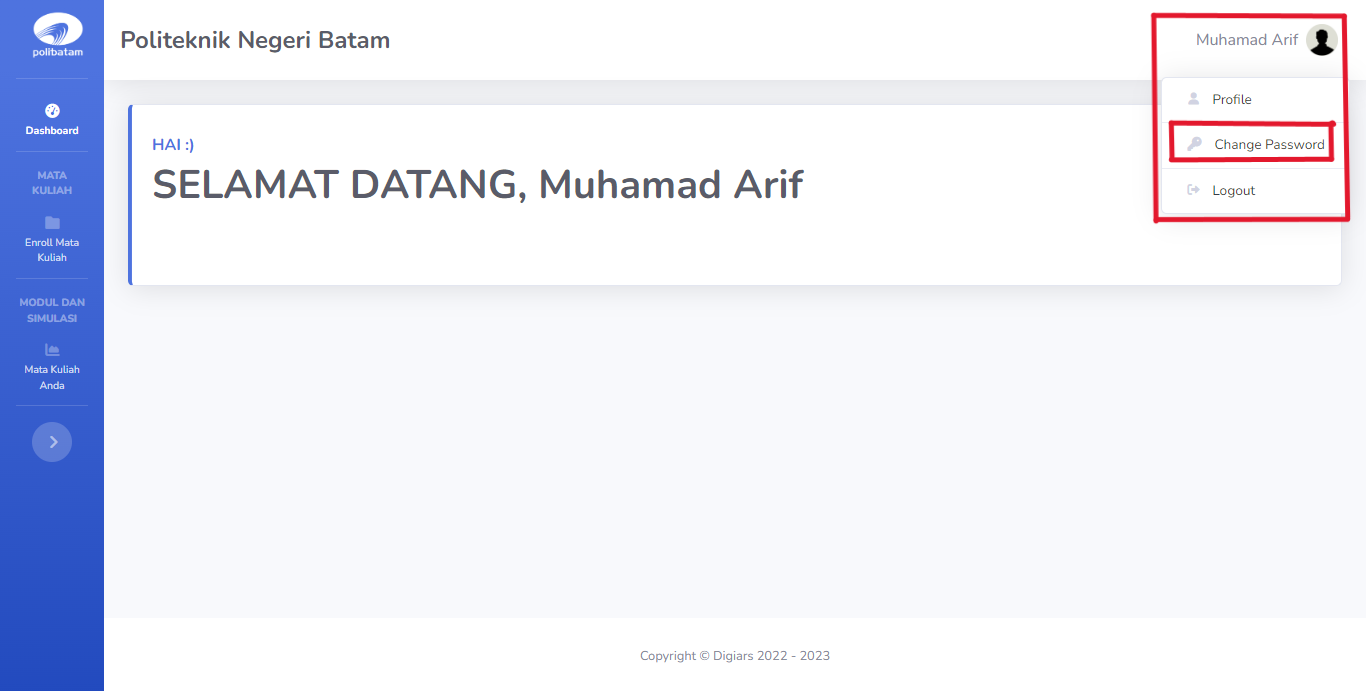 polibatam
Dashboard
MATA
KULIAH
Enroll Mata
Kuliah
MODUL DAN
SIMULASI
Mata Kuliah
Anda
Politeknik Negeri Batam
Muhamad Arif
Profile
Change Password
Logout
HAI :)
SELAMAT DATANG, Muhamad Arif
Copyright © Digiars 2022 - 2023